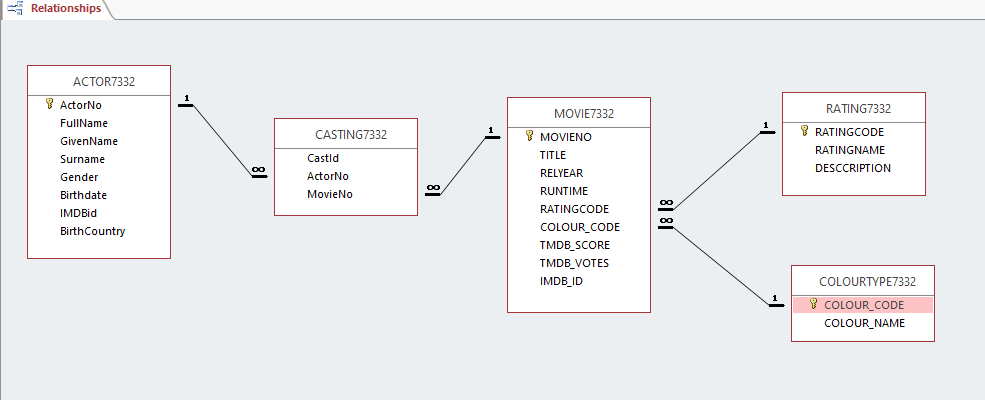 Relationships
ACTOR7332
ActorNo
FullName
GivenName
Surname
Gender
Birthdate
IMDBid
BirthCountry
1
∞
CASTING7332
CastId
ActorNo
MovieNo
1
∞
MOVIE7332
MOVIENO
TITLE
RELYEAR
RUNTIME
RATINGCODE
COLOUR_CODE
TMDB_SCORE
TMDB_VOTES
IMDB_ID
1
∞
∞
1
RATING7332
RATINGCODE
RATINGNAME
DESCCRIPTION
COLOURTYPE7332
COLOUR_CODE
COLOUR_NAME